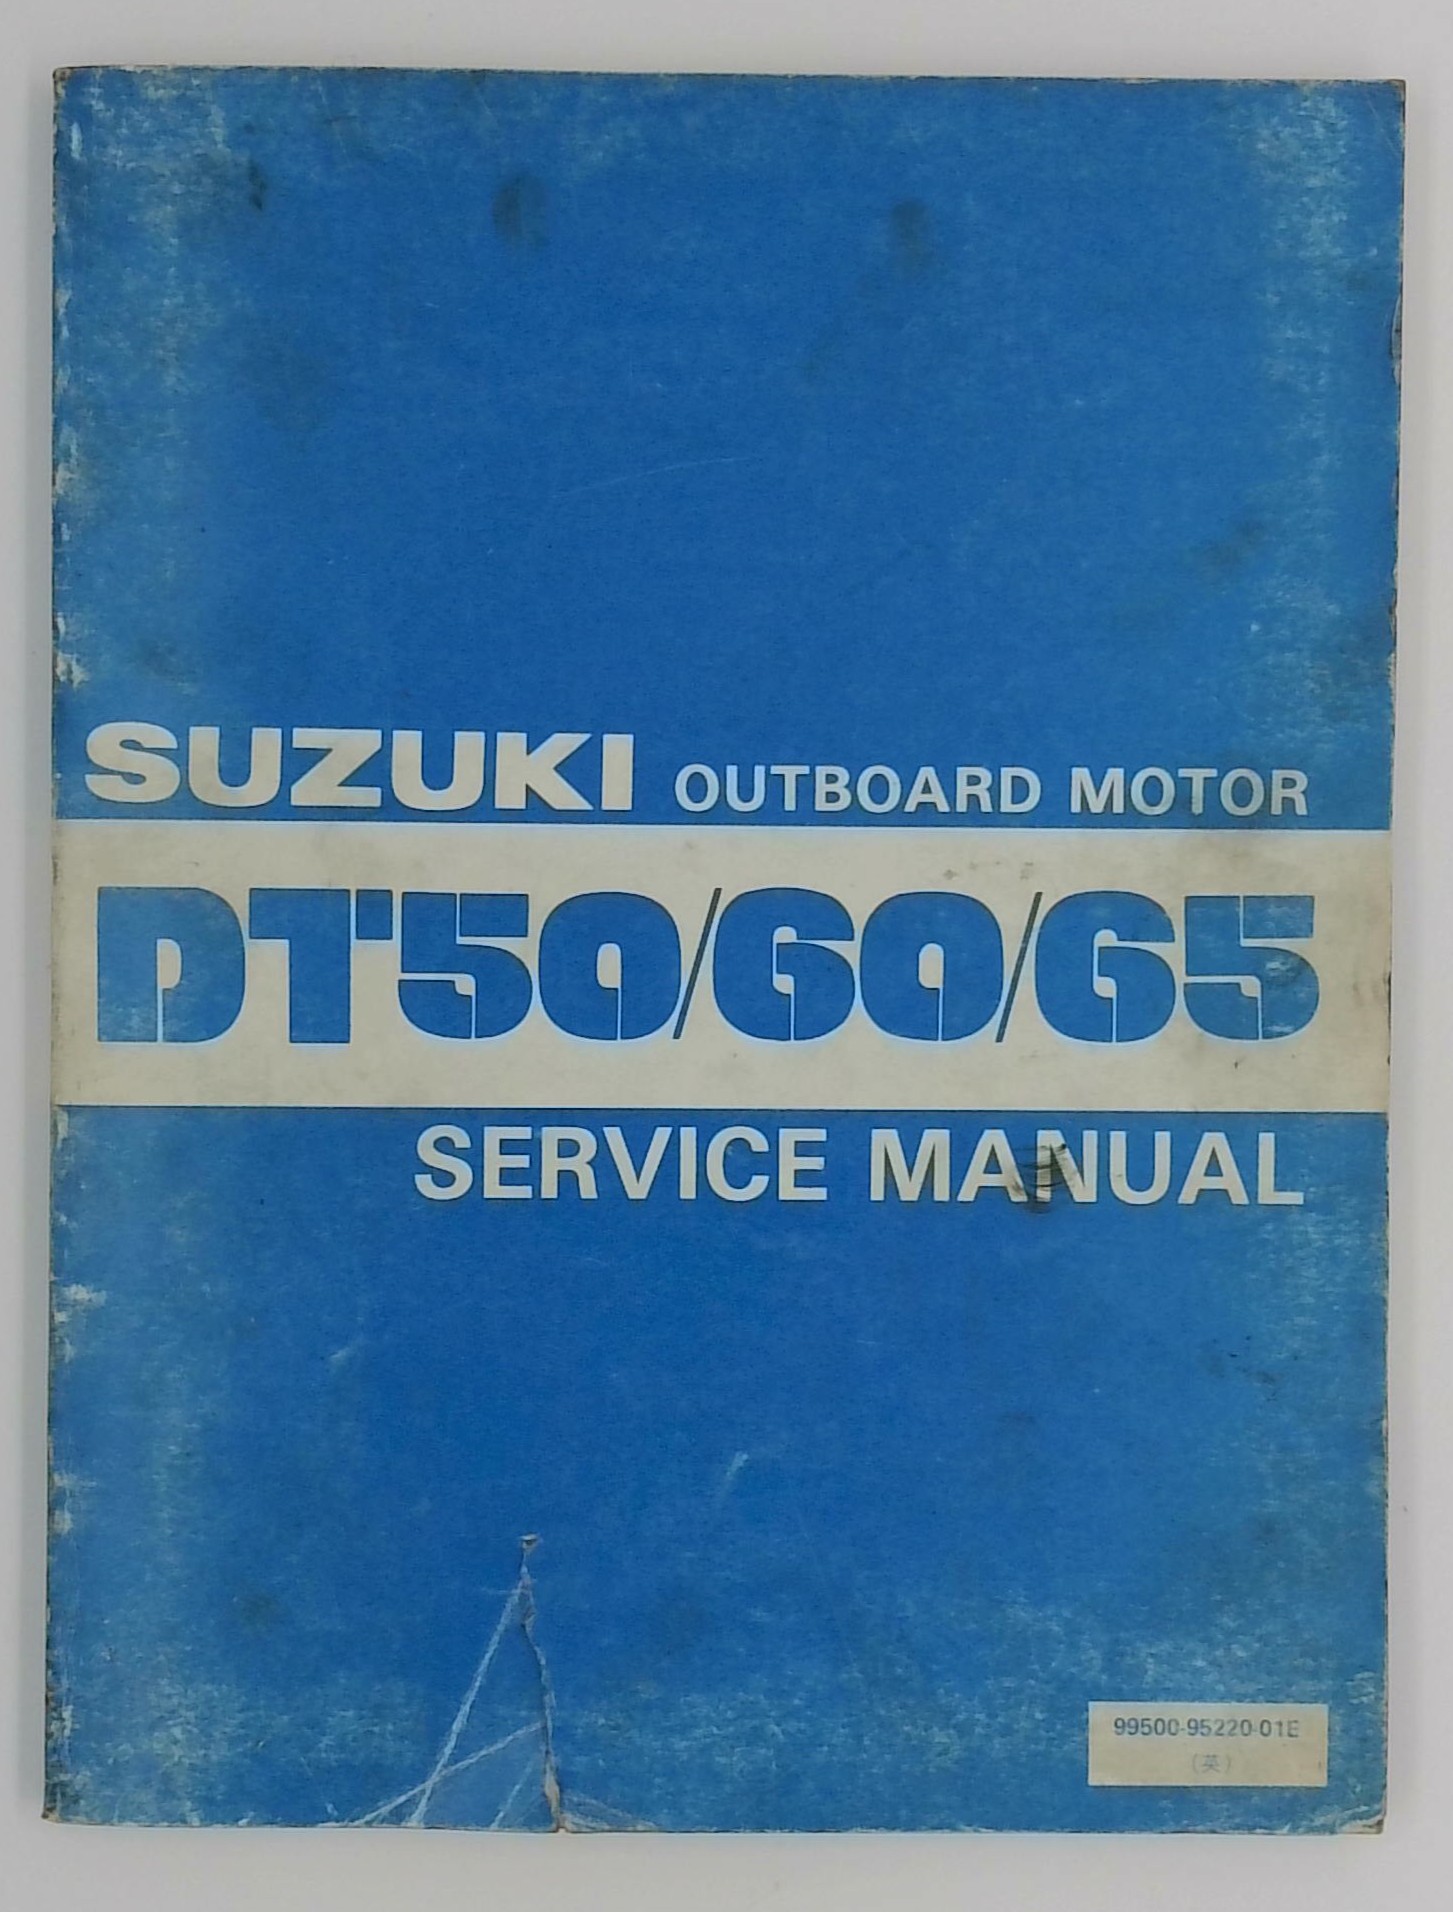 SUZUKI OUTBOARD MOTOR
DT50/60/65
SERVICE MANUAL
99500-95220-01E
(英)